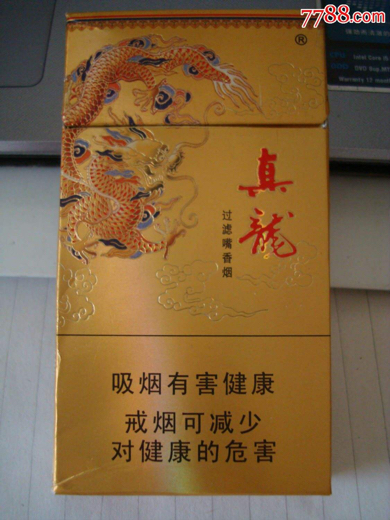 7788.com
®
真龍
过滤嘴香烟
吸烟有害健康
戒烟可减少
对健康的危害